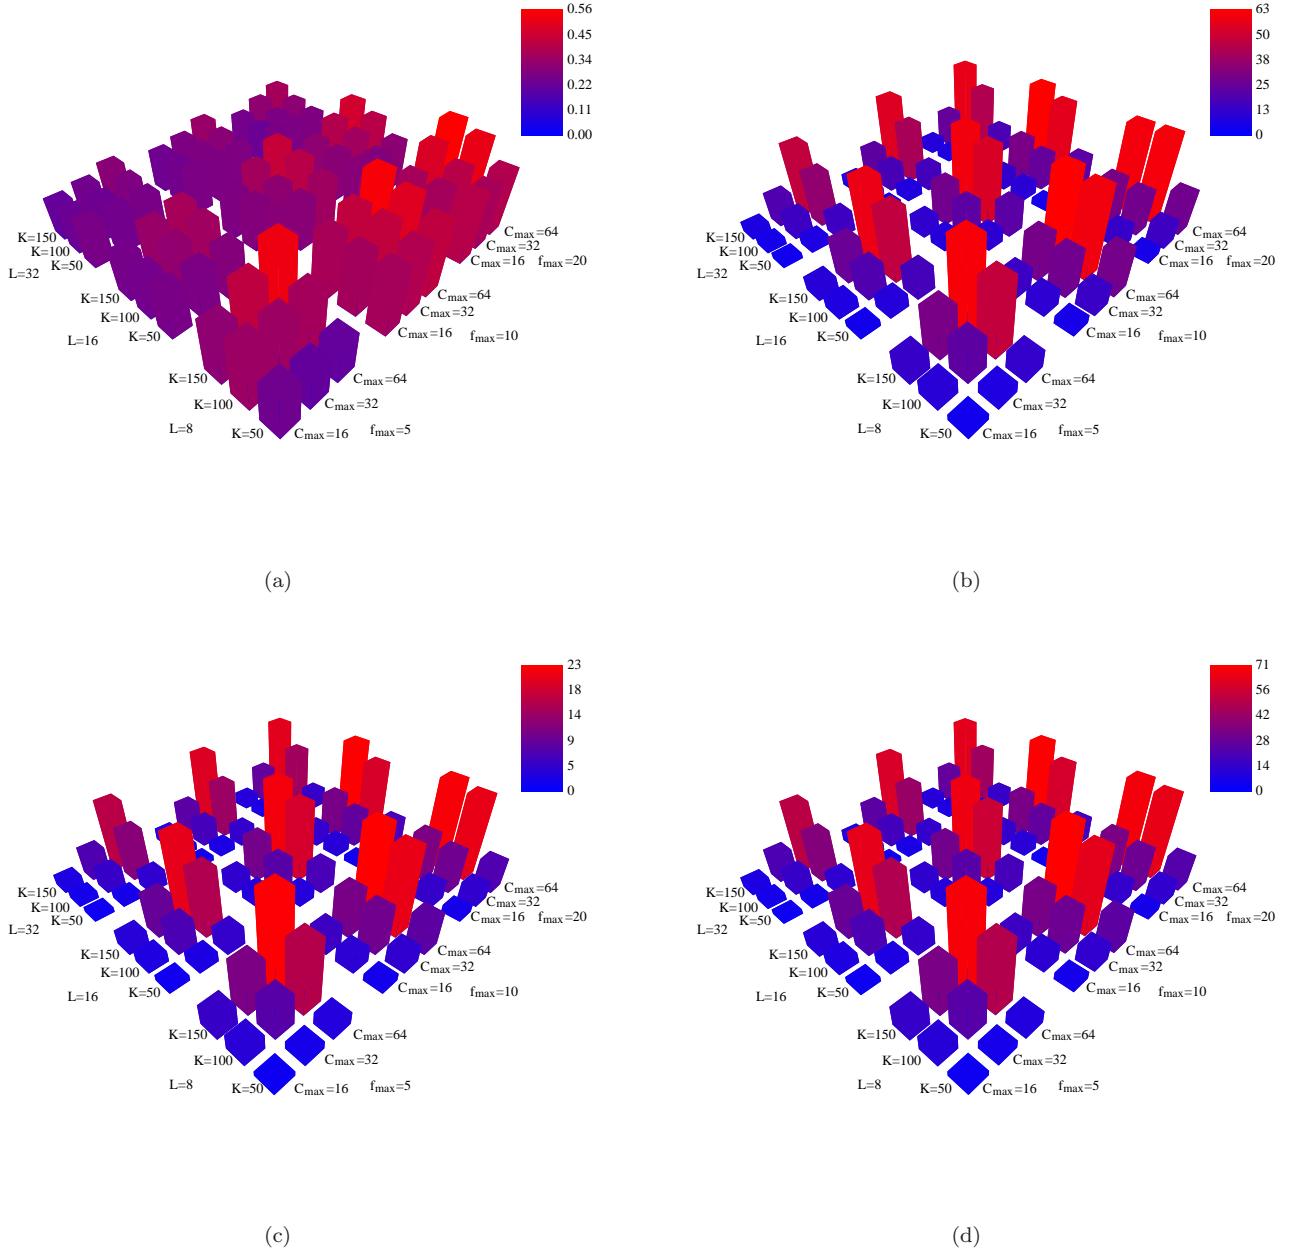 0.56
0.45
0.34
0.22
0.11
0.00
K=150
K=100
K=50
L=32
K=150
K=100
K=50
L=16
K=150
K=100
K=50
L=8
Cmax=64
Cmax=32
Cmax=16 fmax=20
Cmax=64
Cmax=32
Cmax=16 fmax=10
Cmax=64
Cmax=32
Cmax=16 fmax=5
(a)
63
50
38
25
13
0
K=150
K=100
K=50
L=32
K=150
K=100
K=50
L=16
K=150
K=100
K=50
L=8
Cmax=64
Cmax=32
Cmax=16 fmax=20
Cmax=64
Cmax=32
Cmax=16 fmax=10
Cmax=64
Cmax=32
Cmax=16 fmax=5
(b)
23
18
14
9
5
0
K=150
K=100
K=50
L=32
K=150
K=100
K=50
L=16
K=150
K=100
K=50
L=8
Cmax=64
Cmax=32
Cmax=16 fmax=20
Cmax=64
Cmax=32
Cmax=16 fmax=10
Cmax=64
Cmax=32
Cmax=16 fmax=5
(c)
71
56
42
28
14
0
K=150
K=100
K=50
L=32
K=150
K=100
K=50
L=16
K=150
K=100
K=50
L=8
Cmax=64
Cmax=32
Cmax=16 fmax=20
Cmax=64
Cmax=32
Cmax=16 fmax=10
Cmax=64
Cmax=32
Cmax=16 fmax=5
(d)